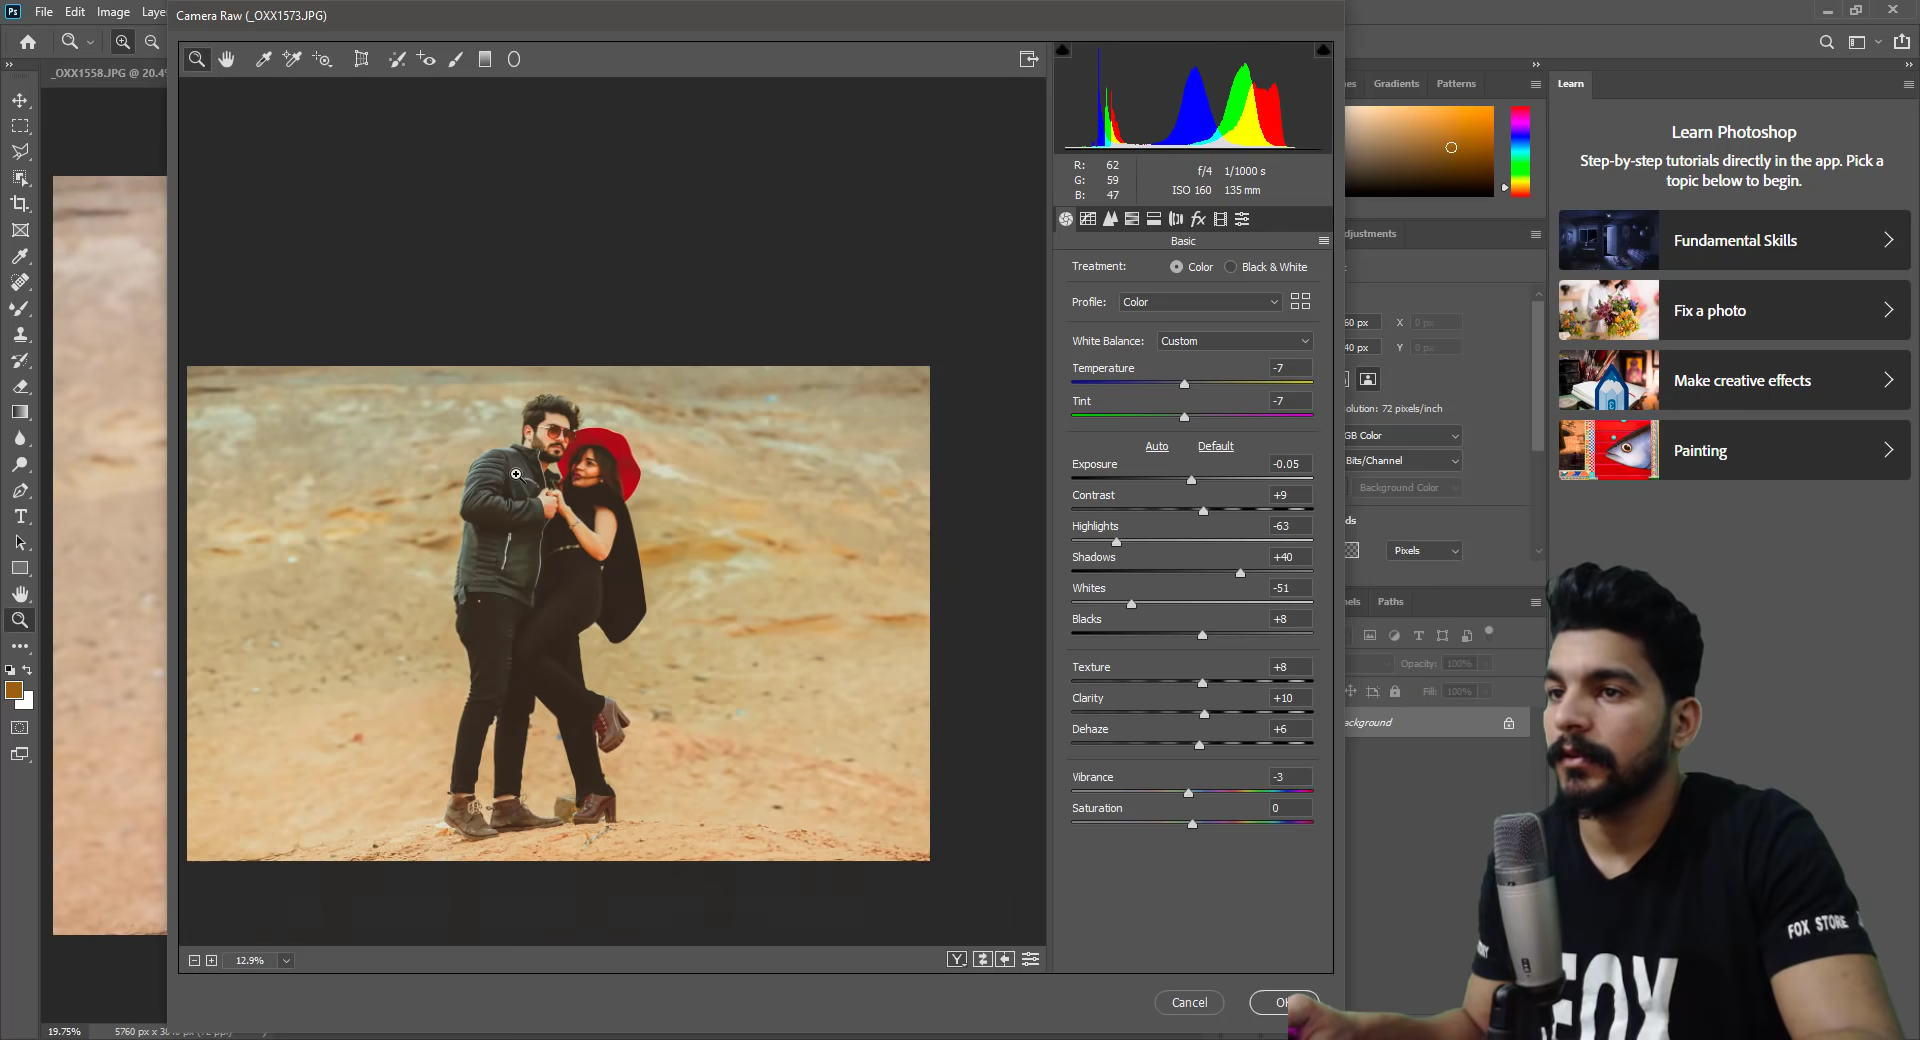 Ps File Edit Image Laye
Camera Raw (_OXX1573.JPG)
_OXX1558.JPG @ 20.4
R: 62
G: 59
B: 47
f/4 1/1000 s
ISO 160 135 mm
fx
Basic
Treatment: Color Black & White
Profile: Color
White Balance: Custom
Temperature -7
Tint -7
Auto Default
Exposure -0.05
Contrast +9
Highlights -63
Shadows +40
Whites -51
Blacks +8
Texture +8
Clarity +10
Dehaze +6
Vibrance -3
Saturation 0
12.9%
Y
Cancel
19.75%
nes Gradients Patterns
djustments
60 px X 0 px
40 px Y 0 px
olution: 72 pixels/inch
GB Color
Bits/Channel
Background Color
ds
Pixels
nels Paths
T
Opacity: 100%
Fill: 100%
ackground
Learn
Learn Photoshop
Step-by-step tutorials directly in the app. Pick a
topic below to begin.
Fundamental Skills
Fix a photo
Make creative effects
Painting
FOX STORE
FOX